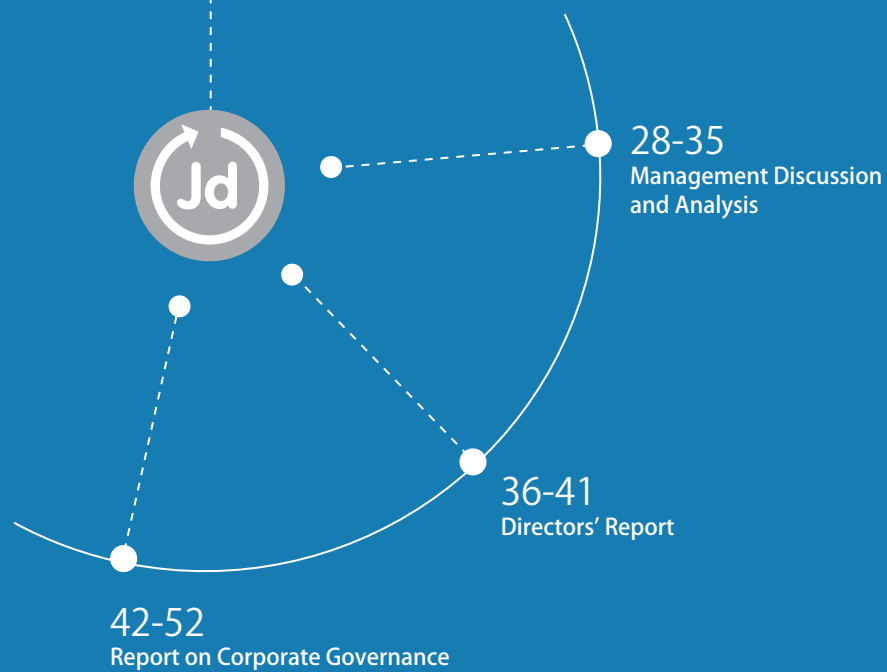 Jd
28-35
Management Discussion
and Analysis
36-41
Directors’ Report
42-52
Report on Corporate Governance